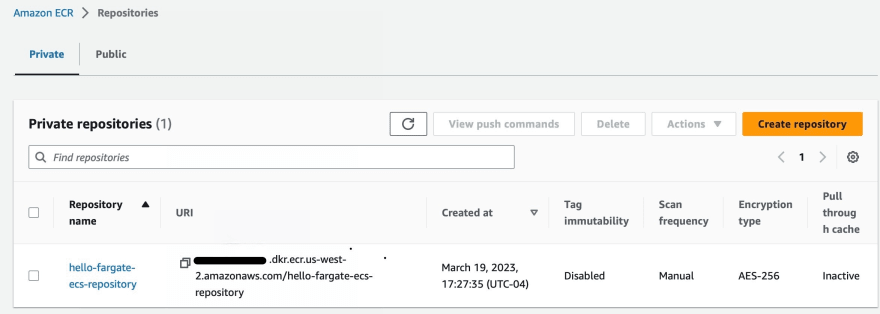 Amazon ECR > Repositories
Private Public
Private repositories (1)
View push commands Delete Actions Create repository
Find repositories
1
Repository name
URI
Created at
Tag immutability
Scan frequency
Encryption type
Pull throug h cache
hello-fargate-
ecs-repository
.dkr.ecr.us-west-
2.amazonaws.com/hello-fargate-ecs-
repository
March 19, 2023,
17:27:35 (UTC-04)
Disabled
Manual
AES-256
Inactive